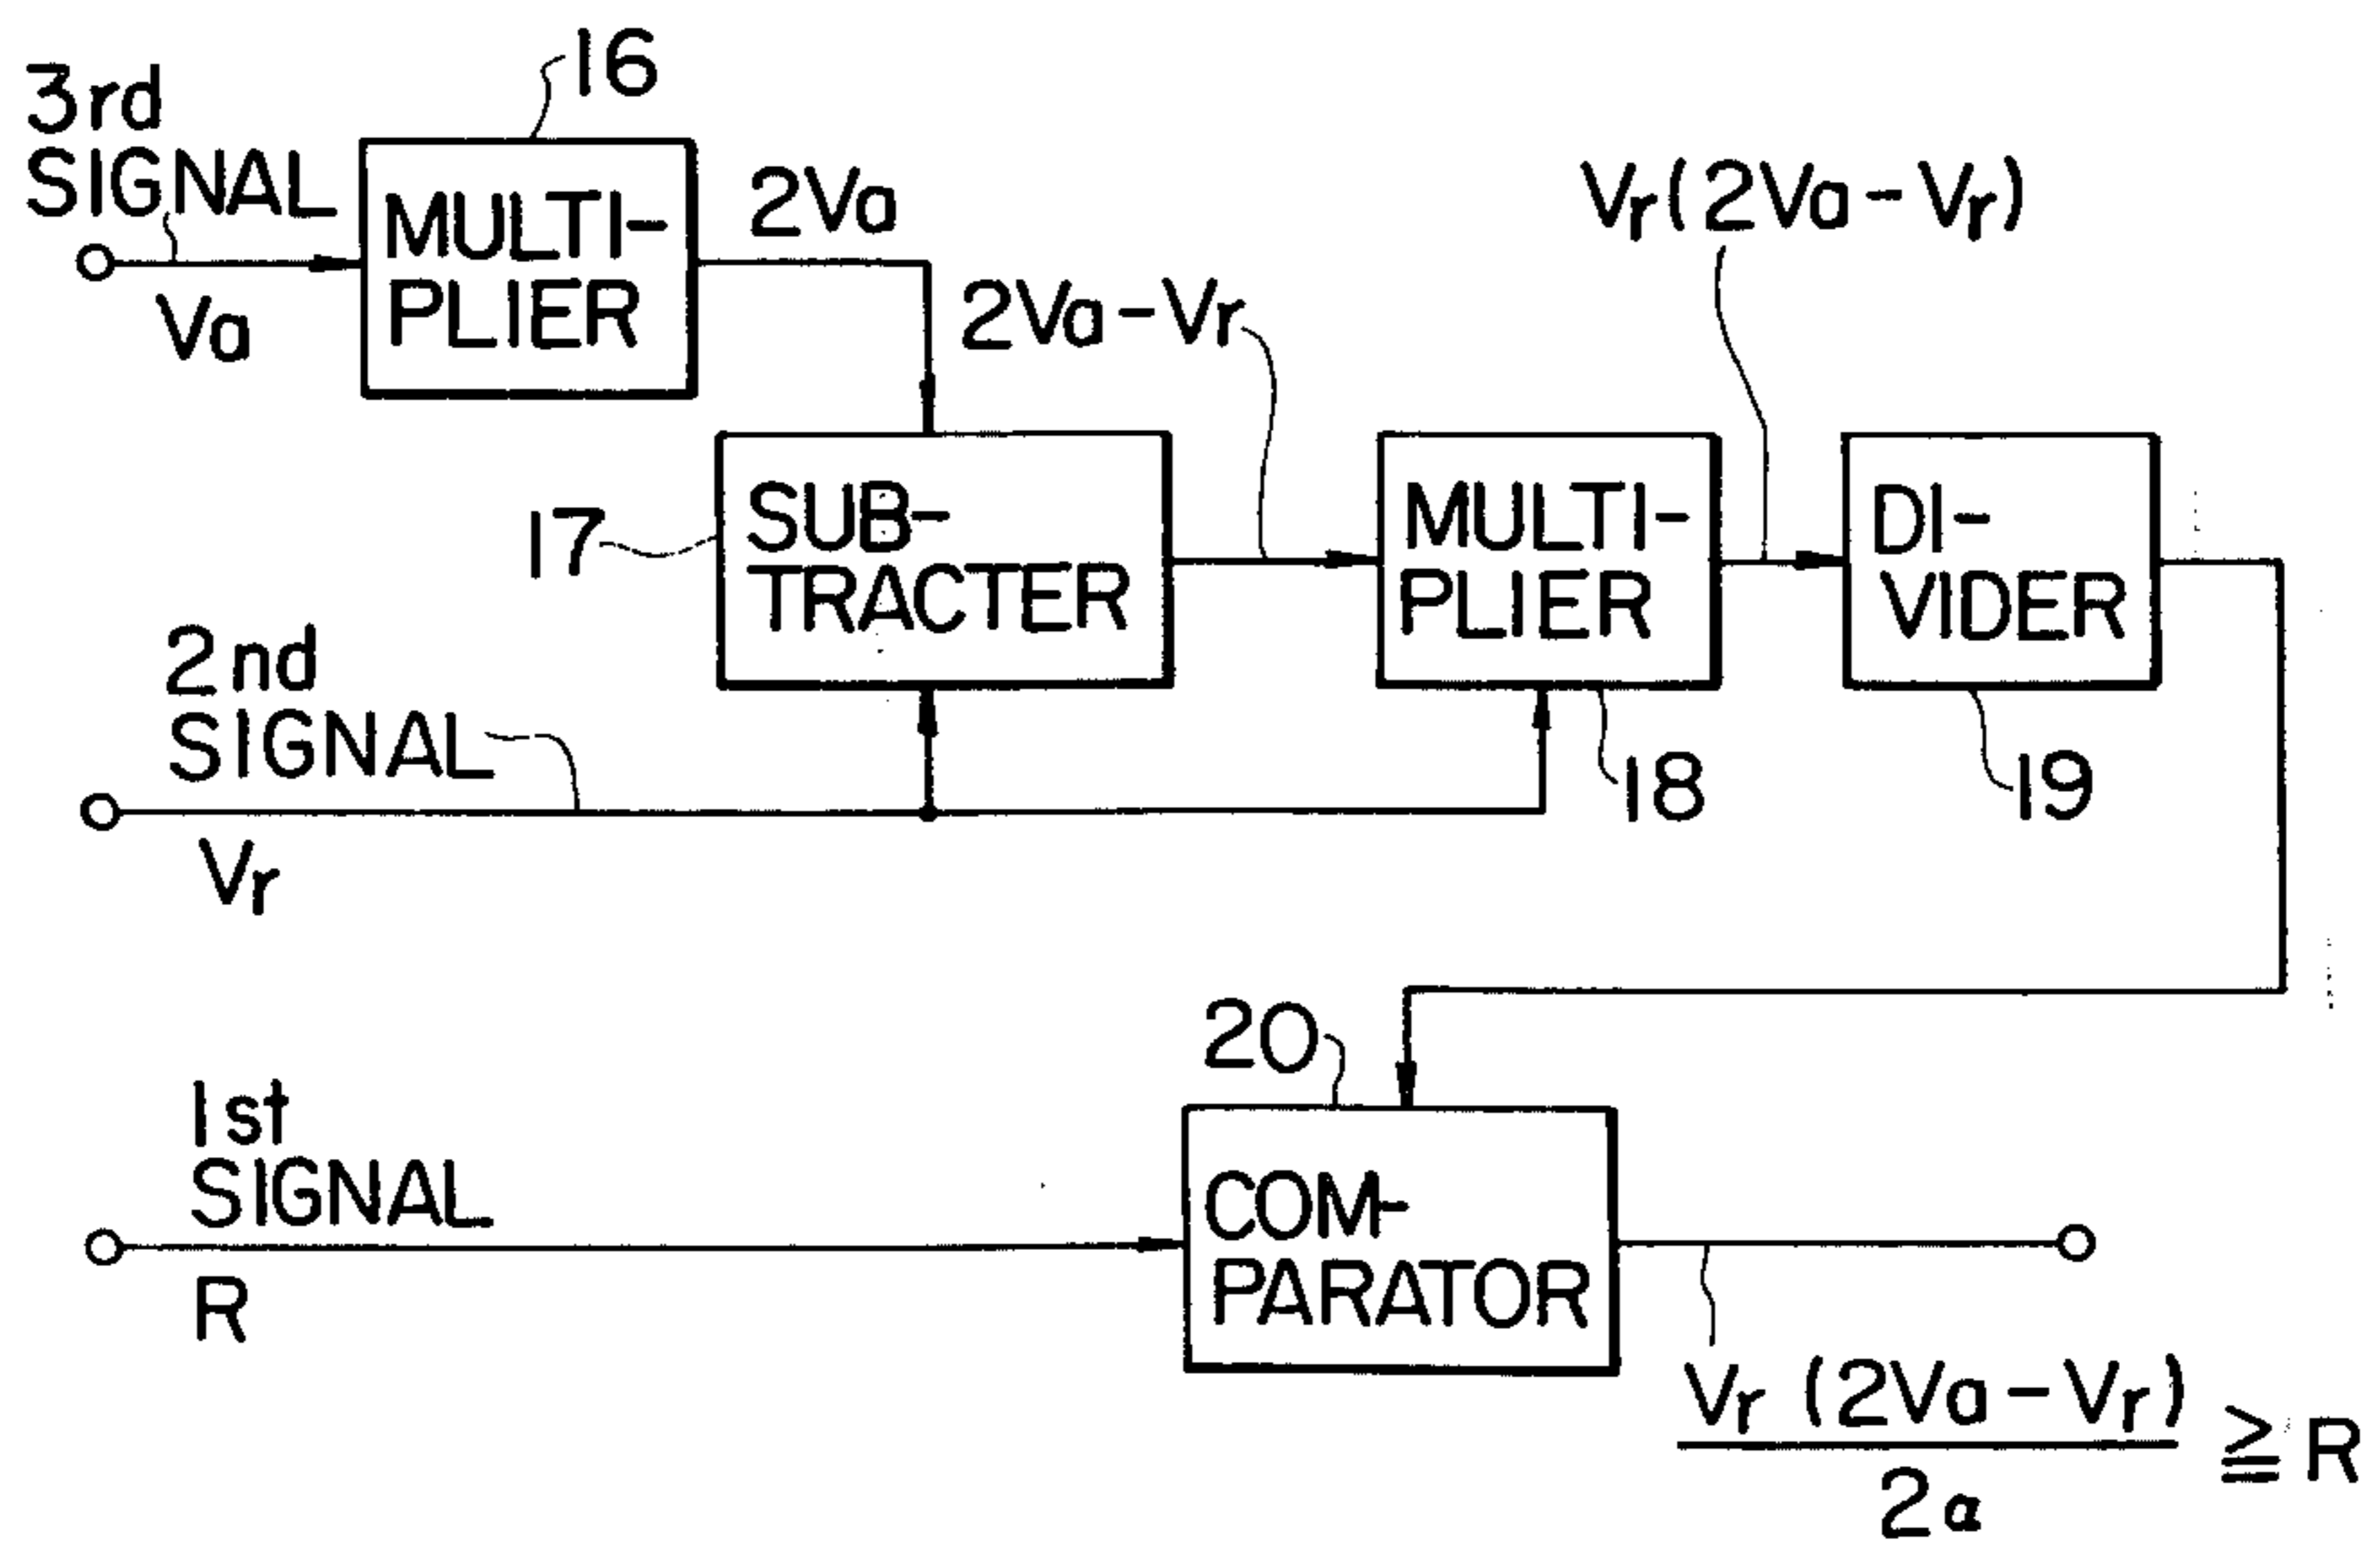 16
3rd
SIGNAL
Va
MULTI-
PLIER
2Va
2Va-Vr
Vr(2Va-Vr)
17
SUB-
TRACTER
MULTI-
PLIER
DI-
VIDER
2nd
SIGNAL
Vr
18
19
20
1st
SIGNAL
R
COM-
PARATOR
Vr (2Va-Vr)
2a
≧ R